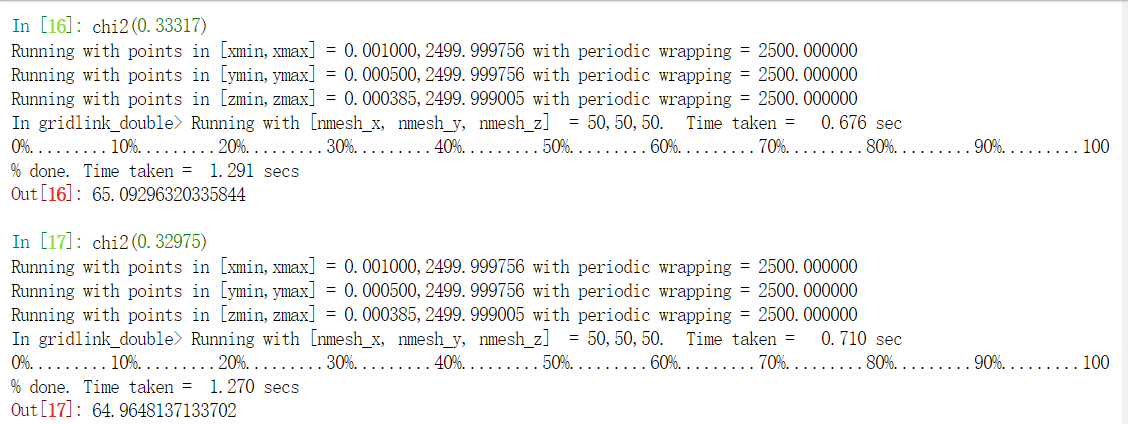 In [16]: chi2(0.33317)
Running with points in [xmin,xmax] = 0.001000,2499.999756 with periodic wrapping = 2500.000000
Running with points in [ymin,ymax] = 0.000500,2499.999756 with periodic wrapping = 2500.000000
Running with points in [zmin,zmax] = 0.000385,2499.999005 with periodic wrapping = 2500.000000
In gridlink_double> Running with [nmesh_x, nmesh_y, nmesh_z]  = 50,50,50.  Time taken =   0.676 sec
0%.........10%.........20%.........30%.........40%.........50%.........60%.........70%.........80%.........90%.........100
% done. Time taken =  1.291 secs
Out[16]: 65.09296320335844
In [17]: chi2(0.32975)
Running with points in [xmin,xmax] = 0.001000,2499.999756 with periodic wrapping = 2500.000000
Running with points in [ymin,ymax] = 0.000500,2499.999756 with periodic wrapping = 2500.000000
Running with points in [zmin,zmax] = 0.000385,2499.999005 with periodic wrapping = 2500.000000
In gridlink_double> Running with [nmesh_x, nmesh_y, nmesh_z]  = 50,50,50.  Time taken =   0.710 sec
0%.........10%.........20%.........30%.........40%.........50%.........60%.........70%.........80%.........90%.........100
% done. Time taken =  1.270 secs
Out[17]: 64.9648137133702